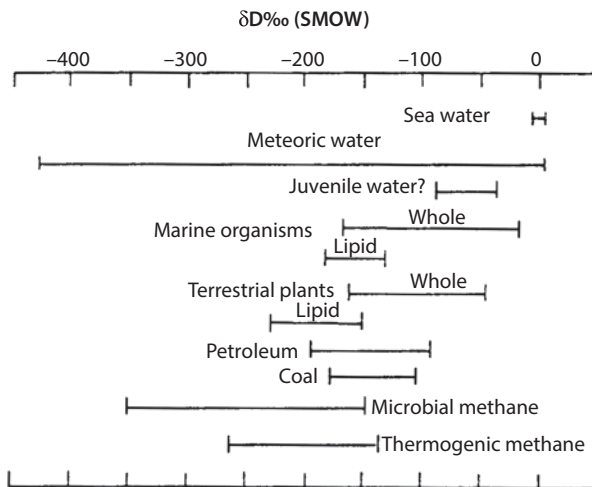 δD‰ (SMOW)
−400 −300 −200 −100 0
Sea water
Meteoric water
Juvenile water?
Whole
Marine organisms
Lipid
Whole
Terrestrial plants
Lipid
Petroleum
Coal
Microbial methane
Thermogenic methane